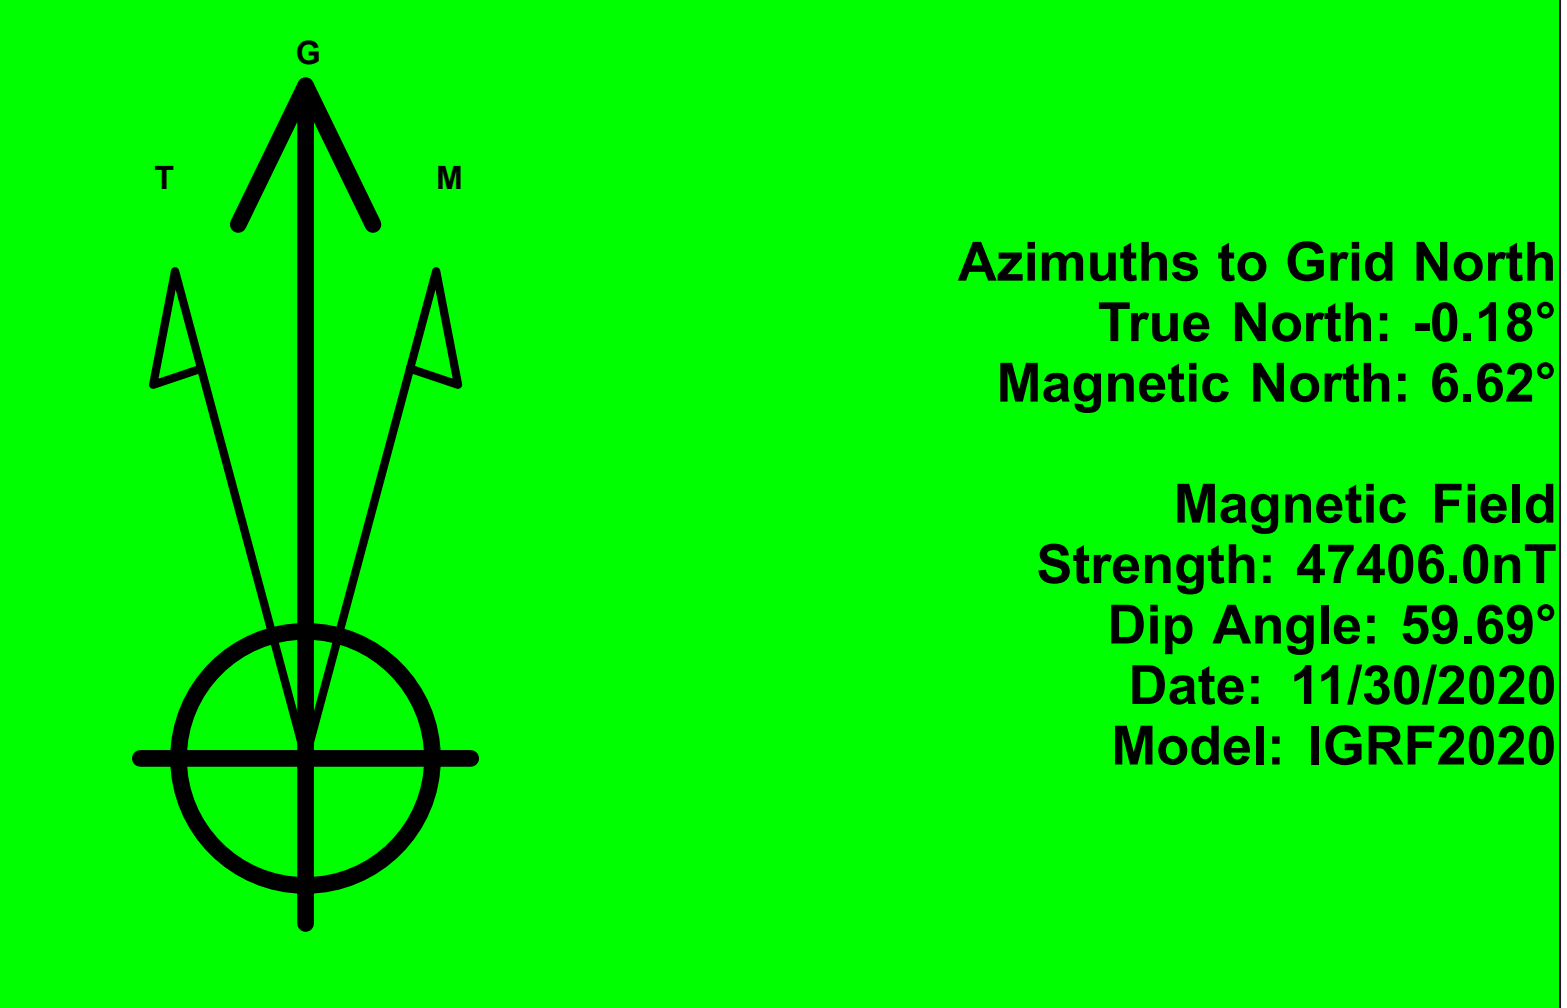 G
T
M
Azimuths to Grid North
True North: -0.18°
Magnetic North: 6.62°
Magnetic Field
Strength: 47406.0nT
Dip Angle: 59.69°
Date: 11/30/2020
Model: IGRF2020